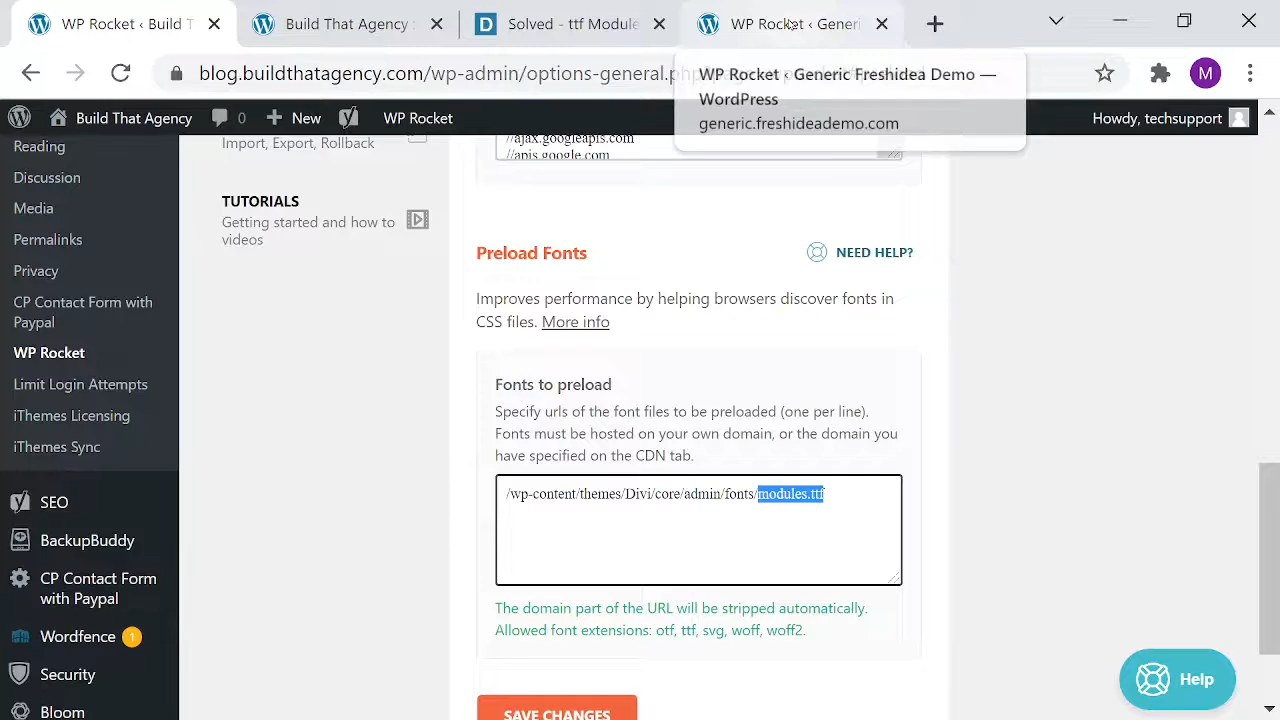 WP Rocket ‹ Build T
Build That Agency :
Solved - ttf Module
WP Rocket ‹ Generi
blog.buildthatagency.com/wp-admin/options-general.ph
WP Rocket ‹ Generic Freshidea Demo —
WordPress
generic.freshideademo.com
M
Build That Agency
0
New
WP Rocket
Howdy, techsupport
Reading
Discussion
Media
Permalinks
Privacy
CP Contact Form with
Paypal
WP Rocket
Limit Login Attempts
iThemes Licensing
iThemes Sync
SEO
BackupBuddy
CP Contact Form
with Paypal
Wordfence 1
Security
Bloom
Import, Export, Rollback
TUTORIALS
Getting started and how to
videos
//ajax.googleapis.com
//apis.google.com
Preload Fonts
NEED HELP?
Improves performance by helping browsers discover fonts in
CSS files. More info
Fonts to preload
Specify urls of the font files to be preloaded (one per line).
Fonts must be hosted on your own domain, or the domain you
have specified on the CDN tab.
/wp-content/themes/Divi/core/admin/fonts/modules.ttf
The domain part of the URL will be stripped automatically.
Allowed font extensions: otf, ttf, svg, woff, woff2.
SAVE CHANGES
Help